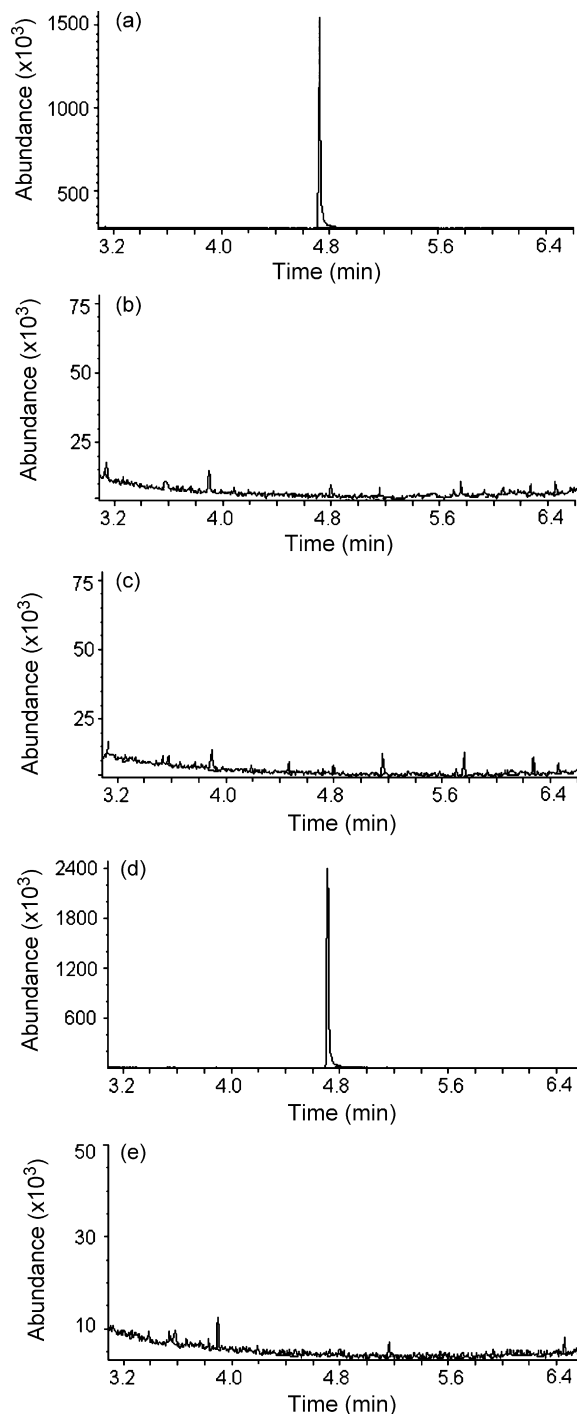 (a)
Abundance (x10³)
1500
1000
500
3.2 4.0 4.8 5.6 6.4
Time (min)
(b)
Abundance (x10³)
75
50
25
3.2 4.0 4.8 5.6 6.4
Time (min)
(c)
Abundance (x10³)
75
50
25
3.2 4.0 4.8 5.6 6.4
Time (min)
(d)
Abundance (x10³)
2400
1800
1200
600
3.2 4.0 4.8 5.6 6.4
Time (min)
(e)
Abundance (x10³)
50
30
10
3.2 4.0 4.8 5.6 6.4
Time (min)